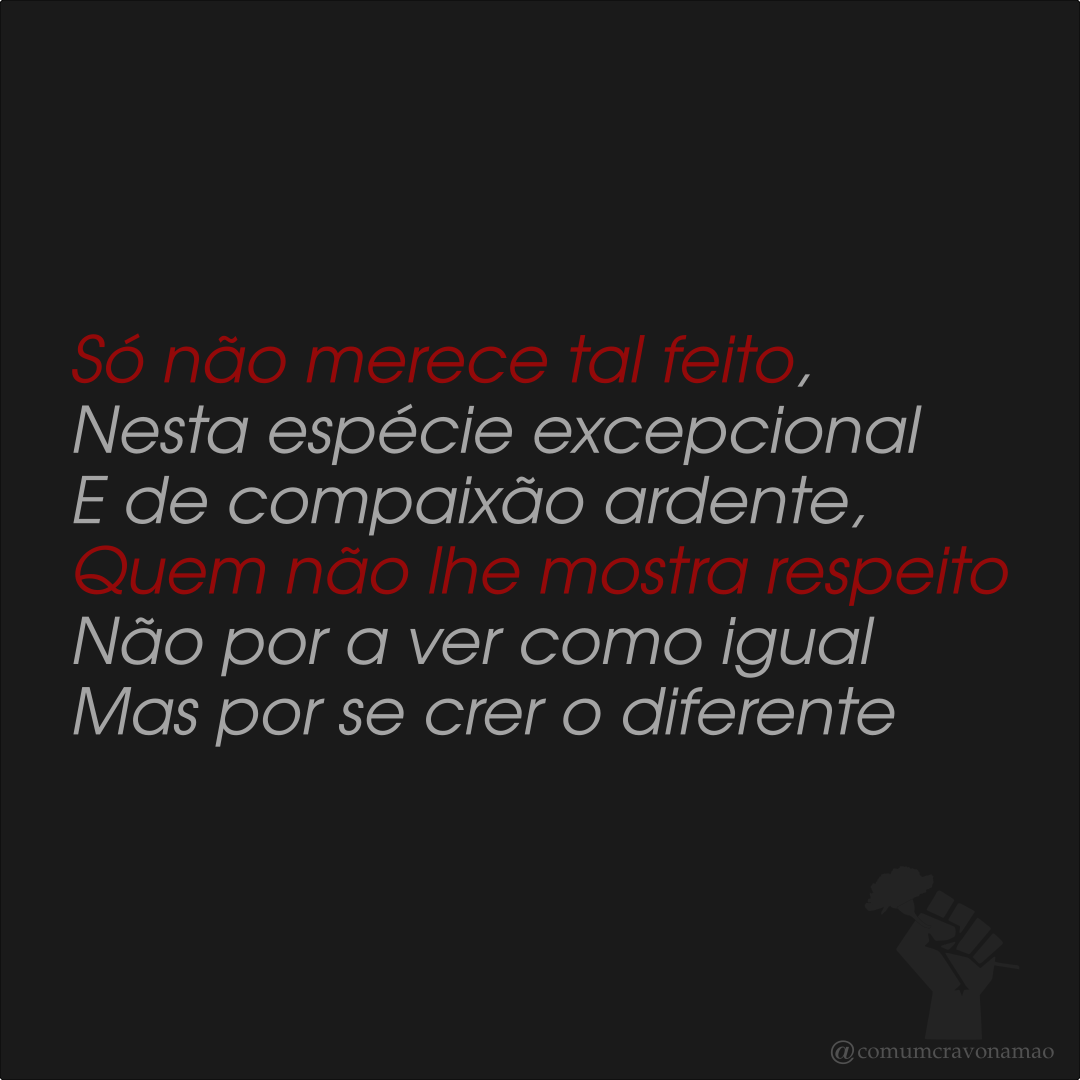 Só não merece tal feito,
Nesta espécie excepcional
E de compaixão ardente,
Quem não lhe mostra respeito
Não por a ver como igual
Mas por se crer o diferente
@comumcravonamao